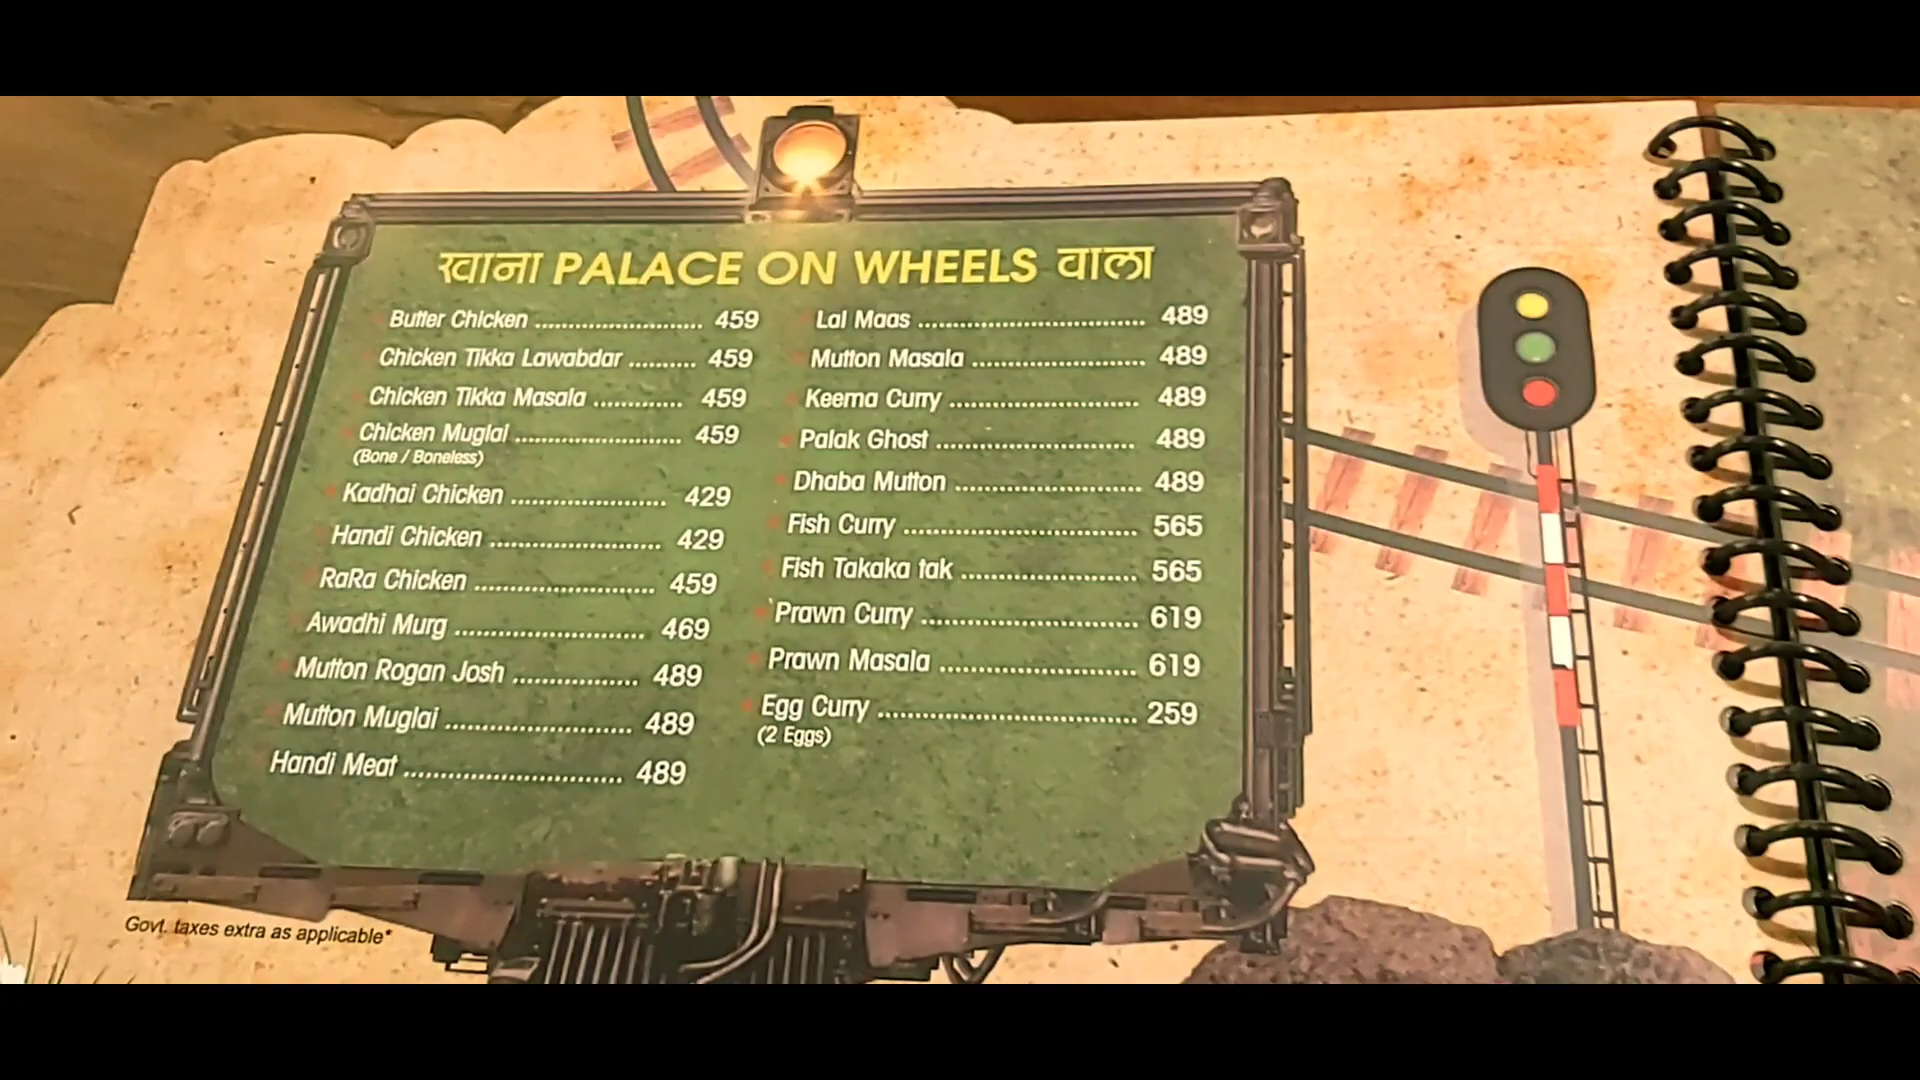 खाना PALACE ON WHEELS वाला
Butter Chicken ............................ 459
Chicken Tikka Lawabdar ........... 459
Chicken Tikka Masala ............... 459
Chicken Muglai ............................ 459
(Bone / Boneless)
Kadhai Chicken .......................... 429
Handi Chicken ............................ 429
RaRa Chicken .............................. 459
Awadhi Murg ............................... 469
Mutton Rogan Josh .................... 489
Mutton Muglai .............................. 489
Handi Meat .................................. 489
Lal Maas ...................................... 489
Mutton Masala ............................. 489
Keema Curry ................................ 489
Palak Ghost ................................. 489
Dhaba Mutton .............................. 489
Fish Curry .................................... 565
Fish Takaka tak ............................ 565
Prawn Curry ................................. 619
Prawn Masala .............................. 619
Egg Curry ..................................... 259
(2 Eggs)
Govt. taxes extra as applicable*